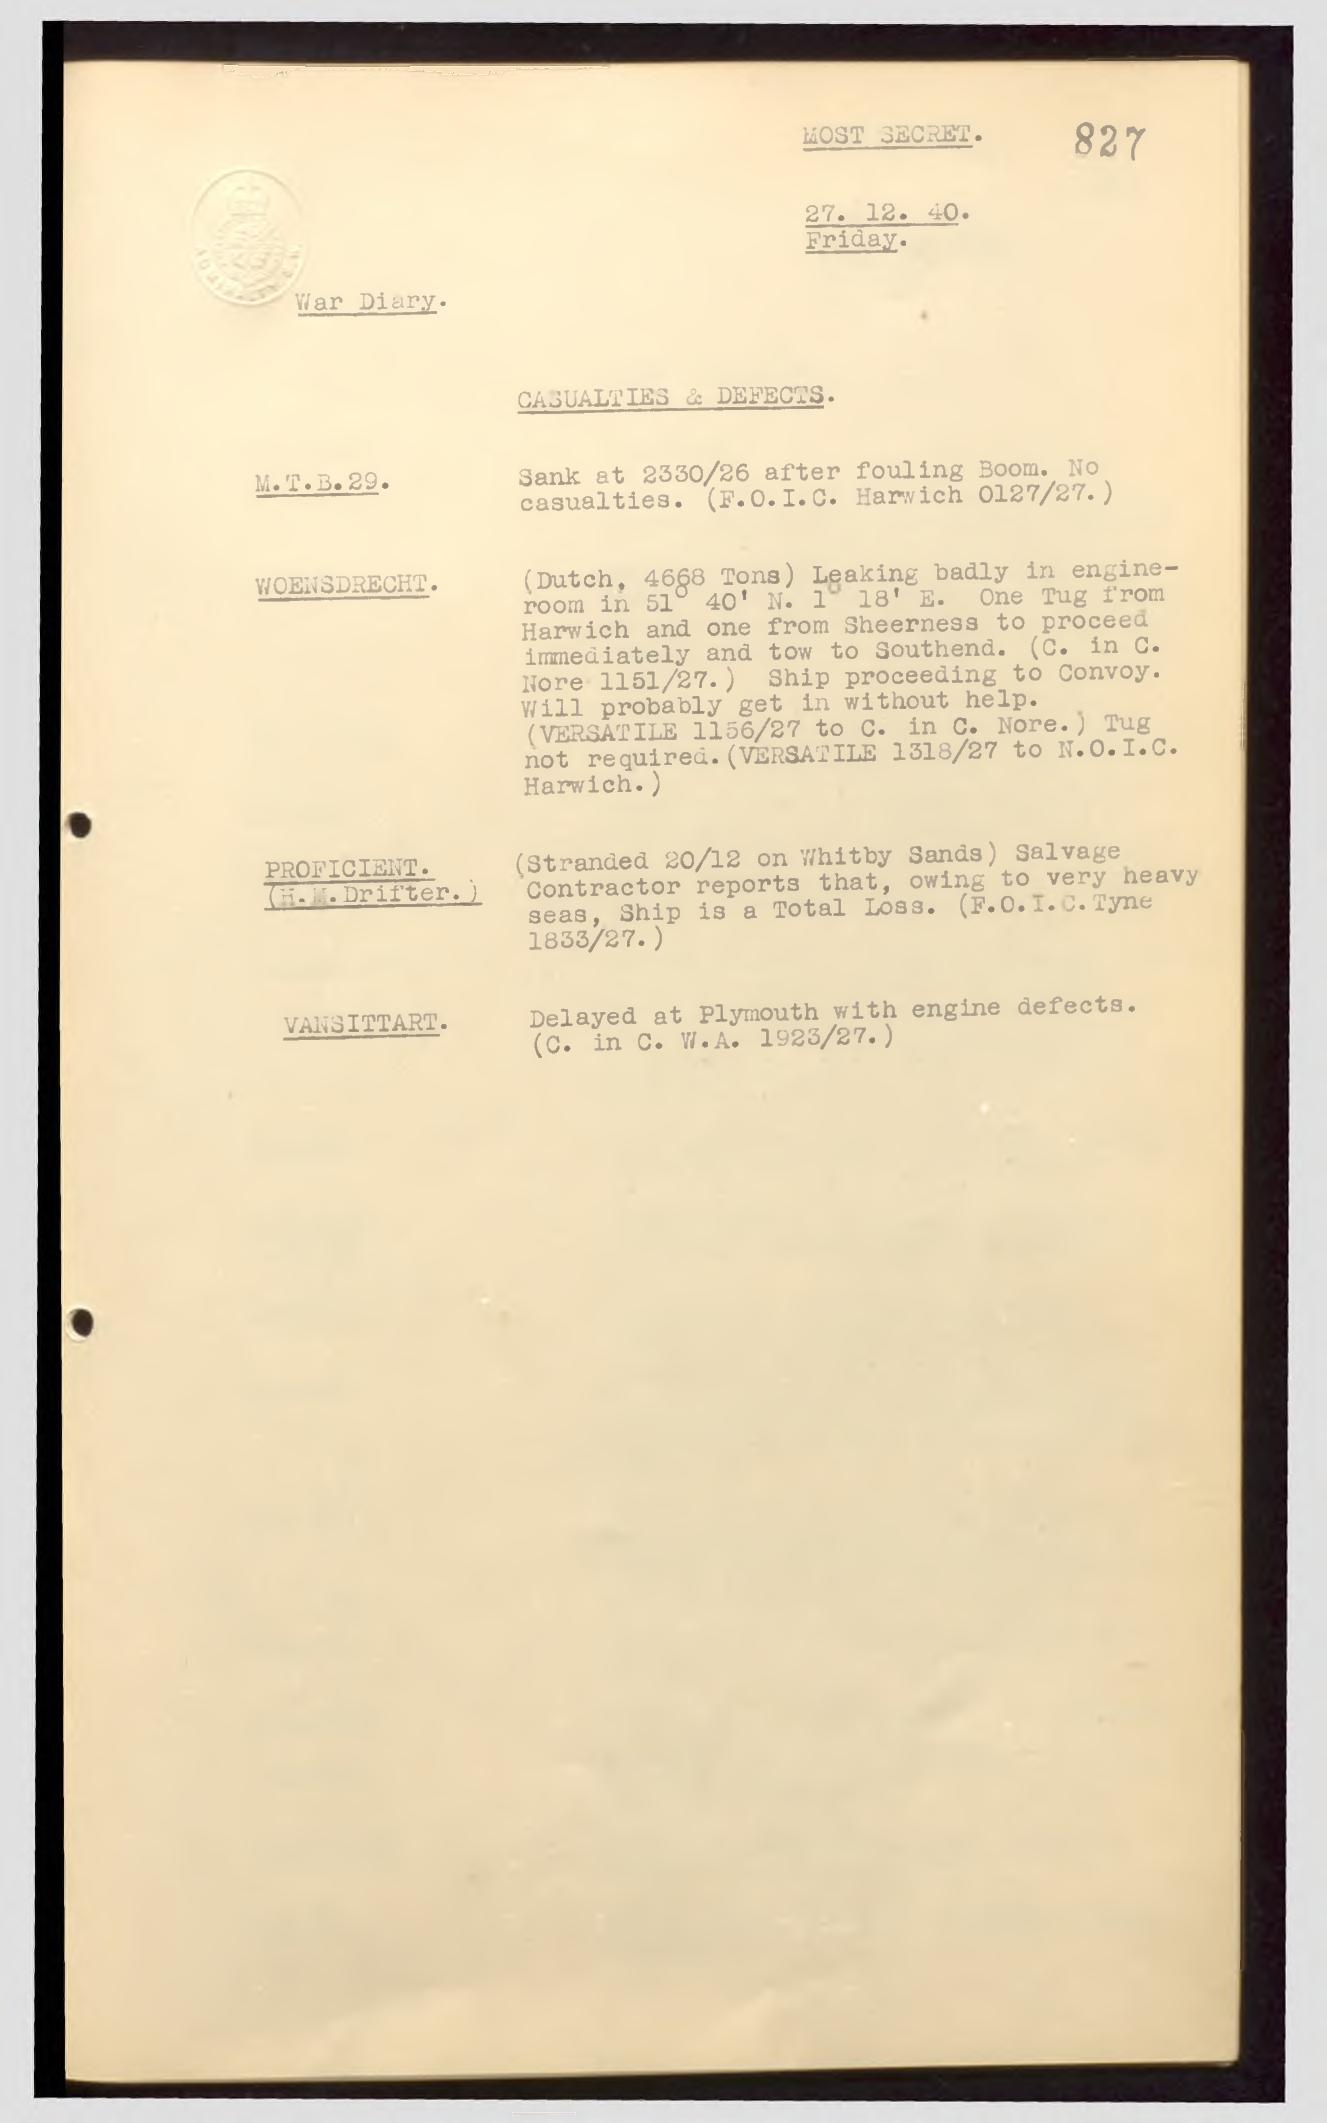 MOST SECRET. 827
27. 12. 40.
Friday.
War Diary.
CASUALTIES & DEFECTS.
M.T.B.29. Sank at 2330/26 after fouling Boom. No
casualties. (F.O.I.C. Harwich 0127/27.)
WOENSDRECHT. (Dutch, 4668 Tons) Leaking badly in engine-
room in 51° 40' N. 1° 18' E. One Tug from
Harwich and one from Sheerness to proceed
immediately and tow to Southend. (C. in C.
Nore 1151/27.) Ship proceeding to Convoy.
Will probably get in without help.
(VERSATILE 1156/27 to C. in C. Nore.) Tug
not required.(VERSATILE 1318/27 to N.O.I.C.
Harwich.)
PROFICIENT. (Stranded 20/12 on Whitby Sands) Salvage
(H.M.Drifter.) Contractor reports that, owing to very heavy
seas, Ship is a Total Loss. (F.O.I.C.Tyne
1833/27.)
VANSITTART. Delayed at Plymouth with engine defects.
(C. in C. W.A. 1923/27.)